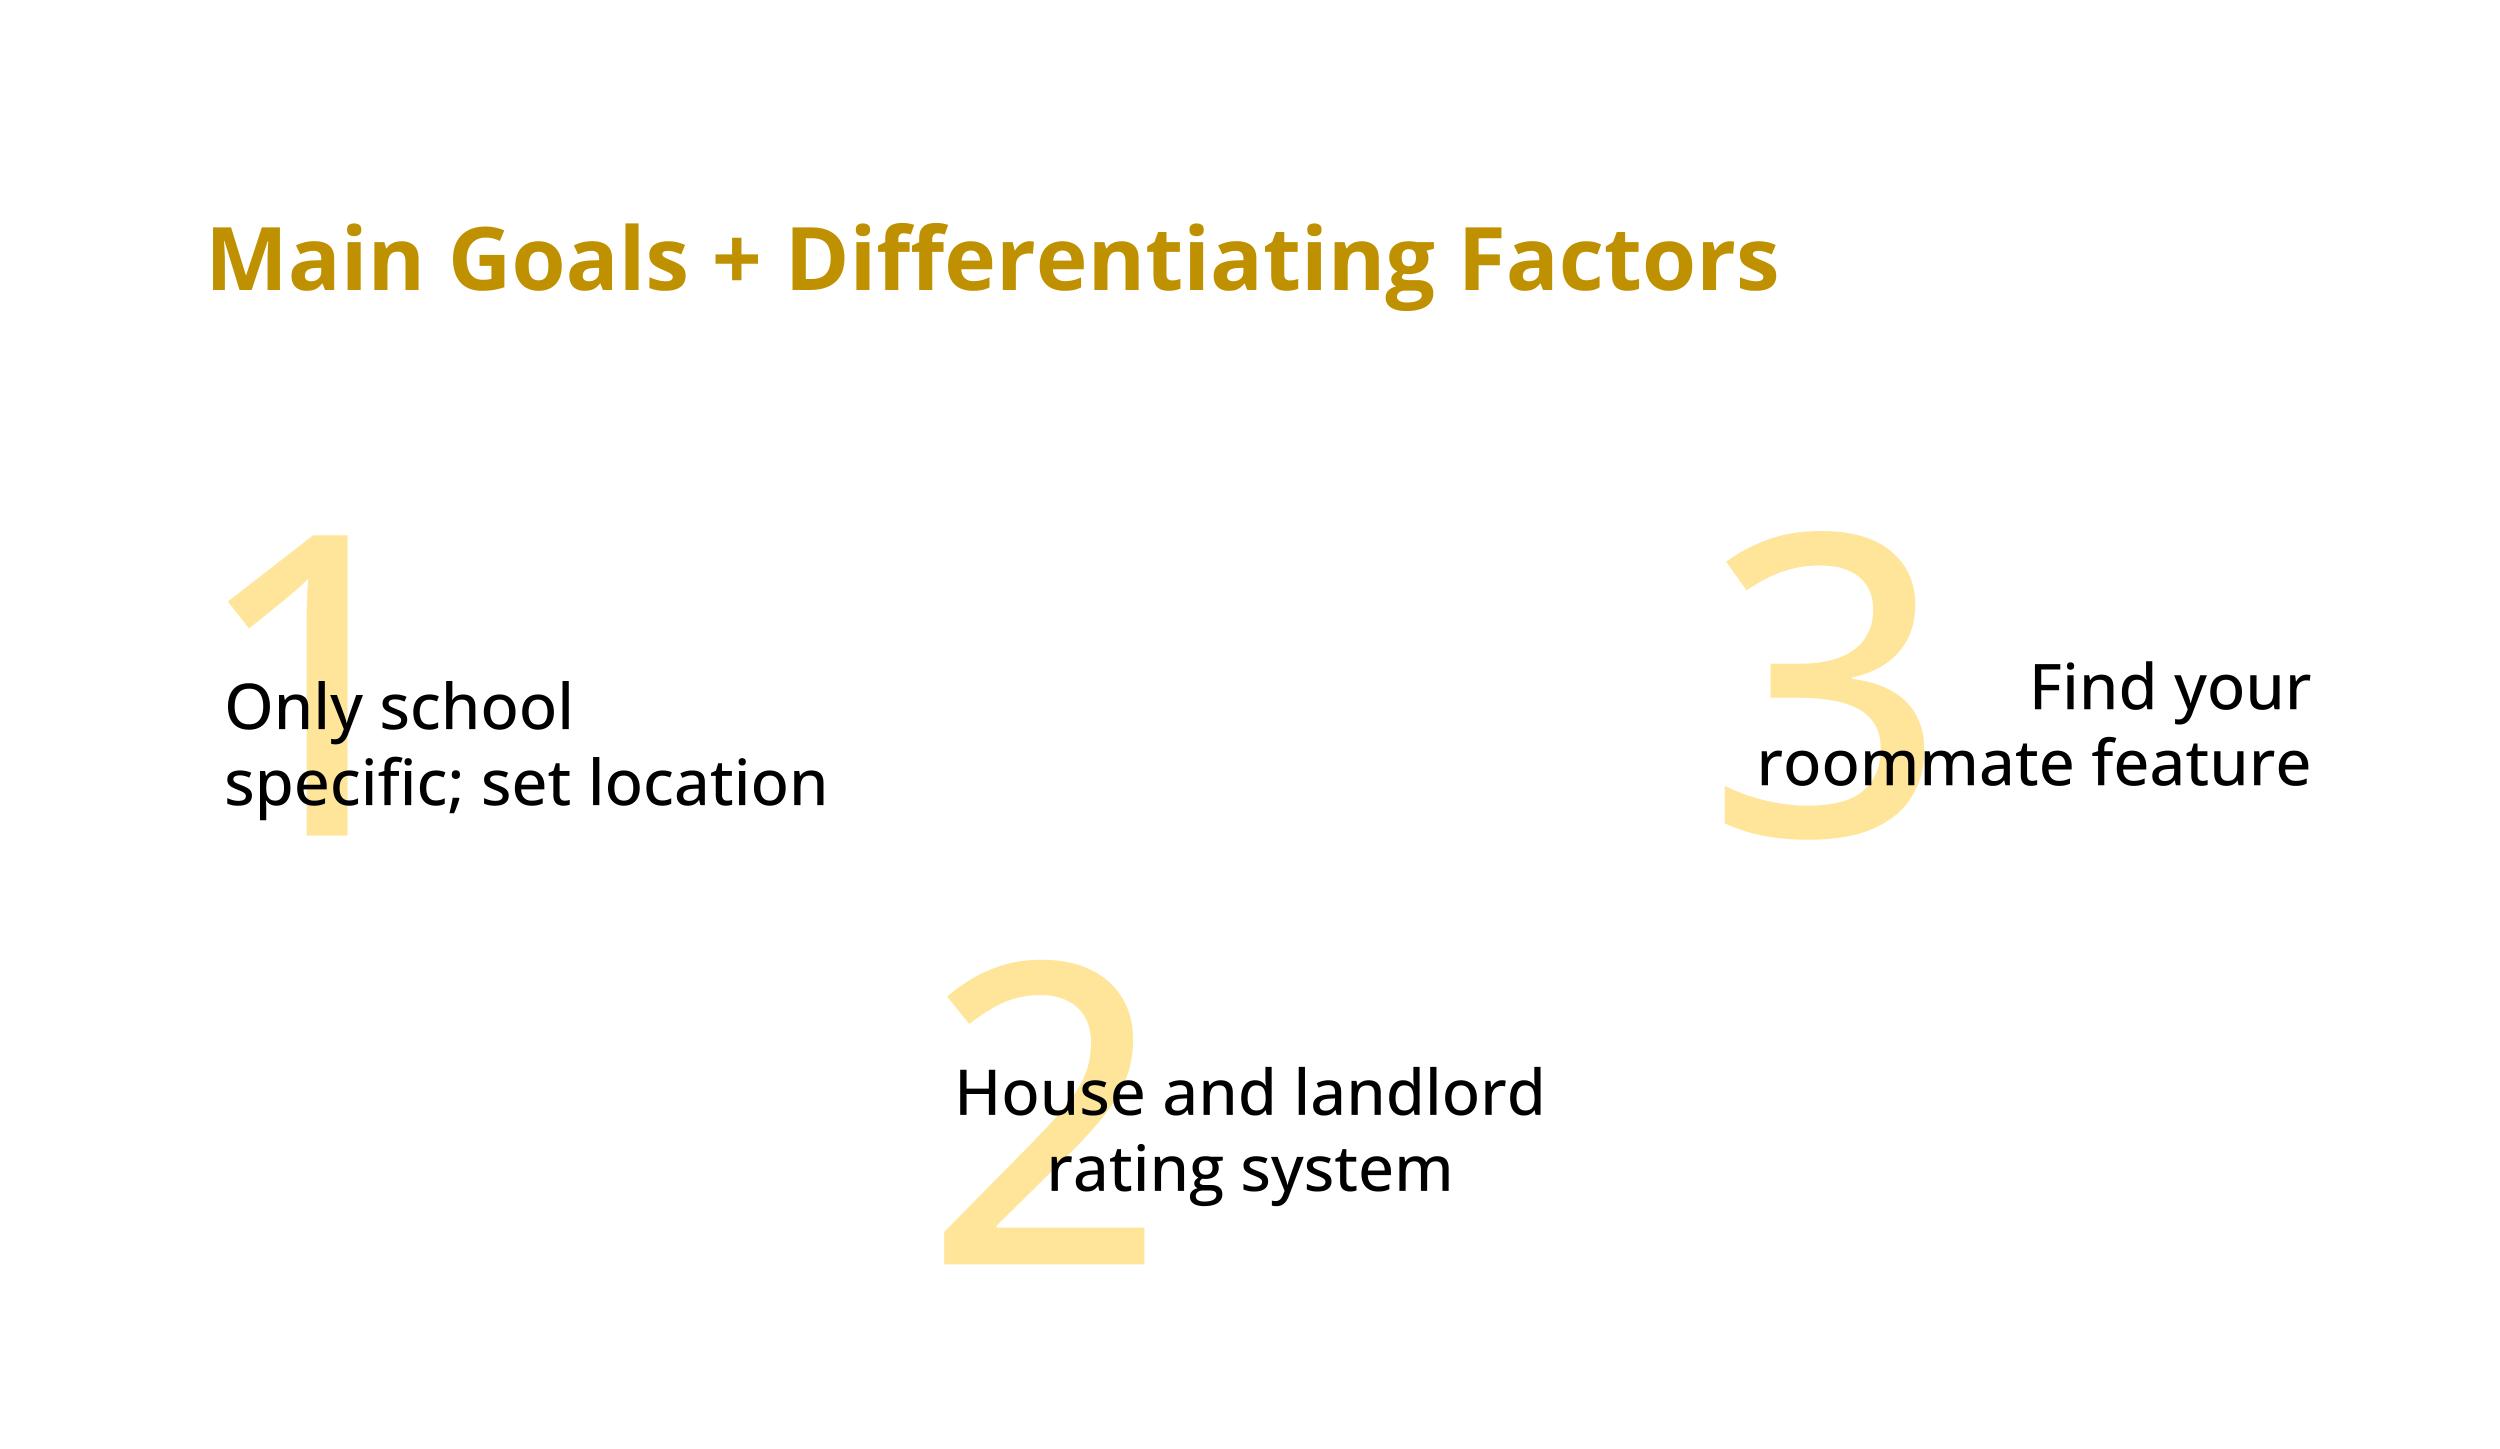 Main Goals + Differentiating Factors
1
Only school
specific; set location
2
House and landlord
rating system
3
Find your
roommate feature